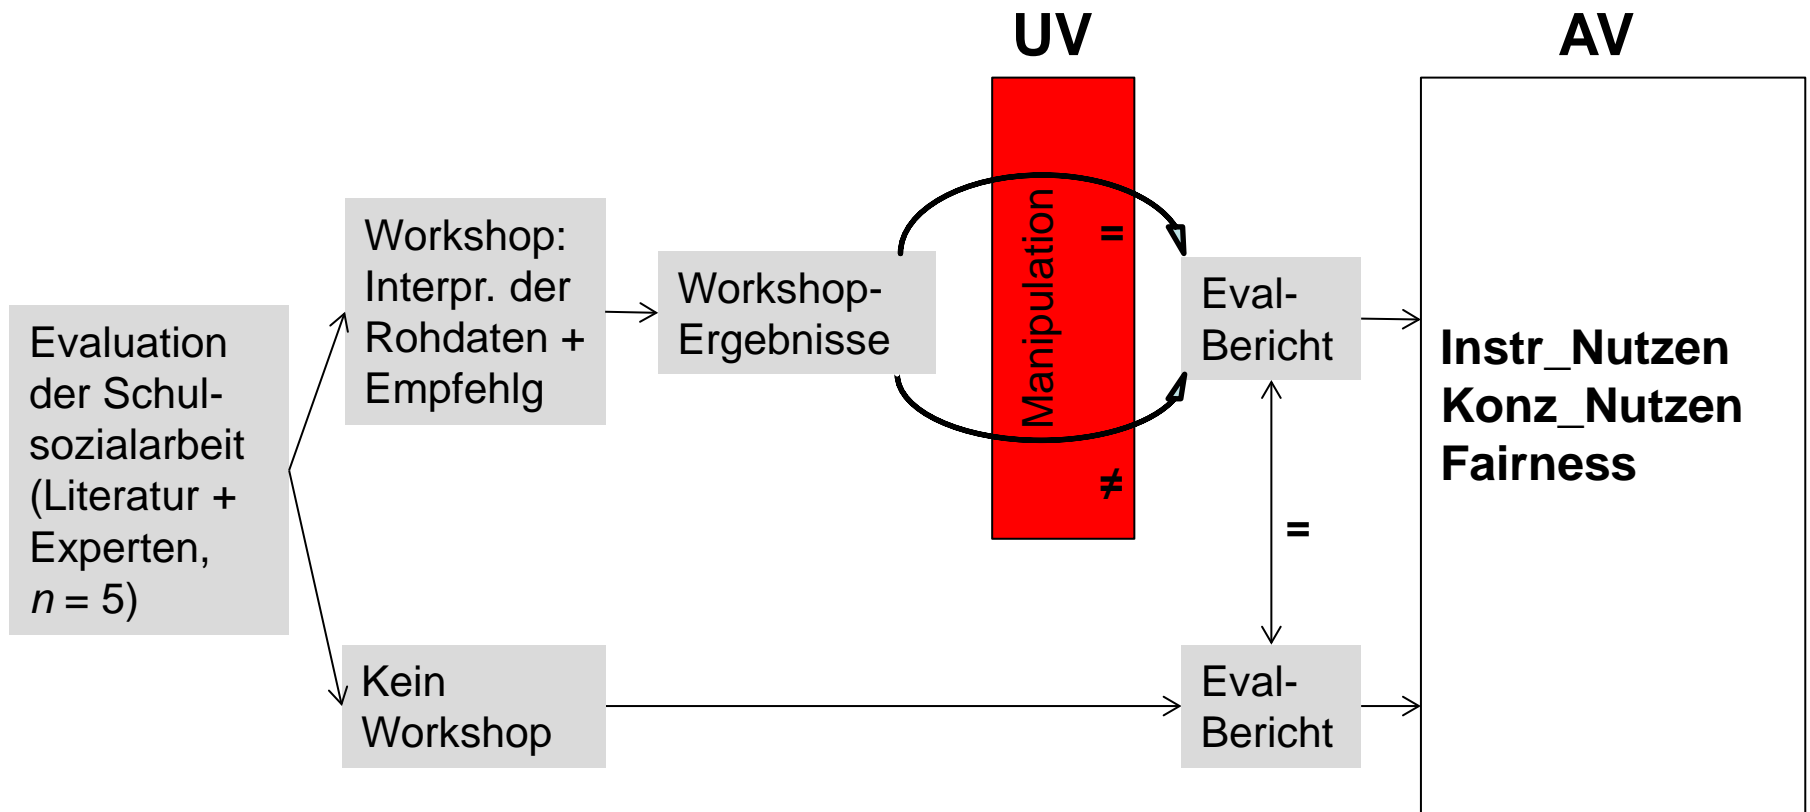 UV
AV
Workshop:
Interpr. der
Rohdaten +
Empfehlg
Workshop-
Ergebnisse
Manipulation
=
≠
Eval-
Bericht
Evaluation
der Schul-
sozialarbeit
(Literatur +
Experten,
n = 5)
Instr_Nutzen
Konz_Nutzen
Fairness
=
Kein
Workshop
Eval-
Bericht